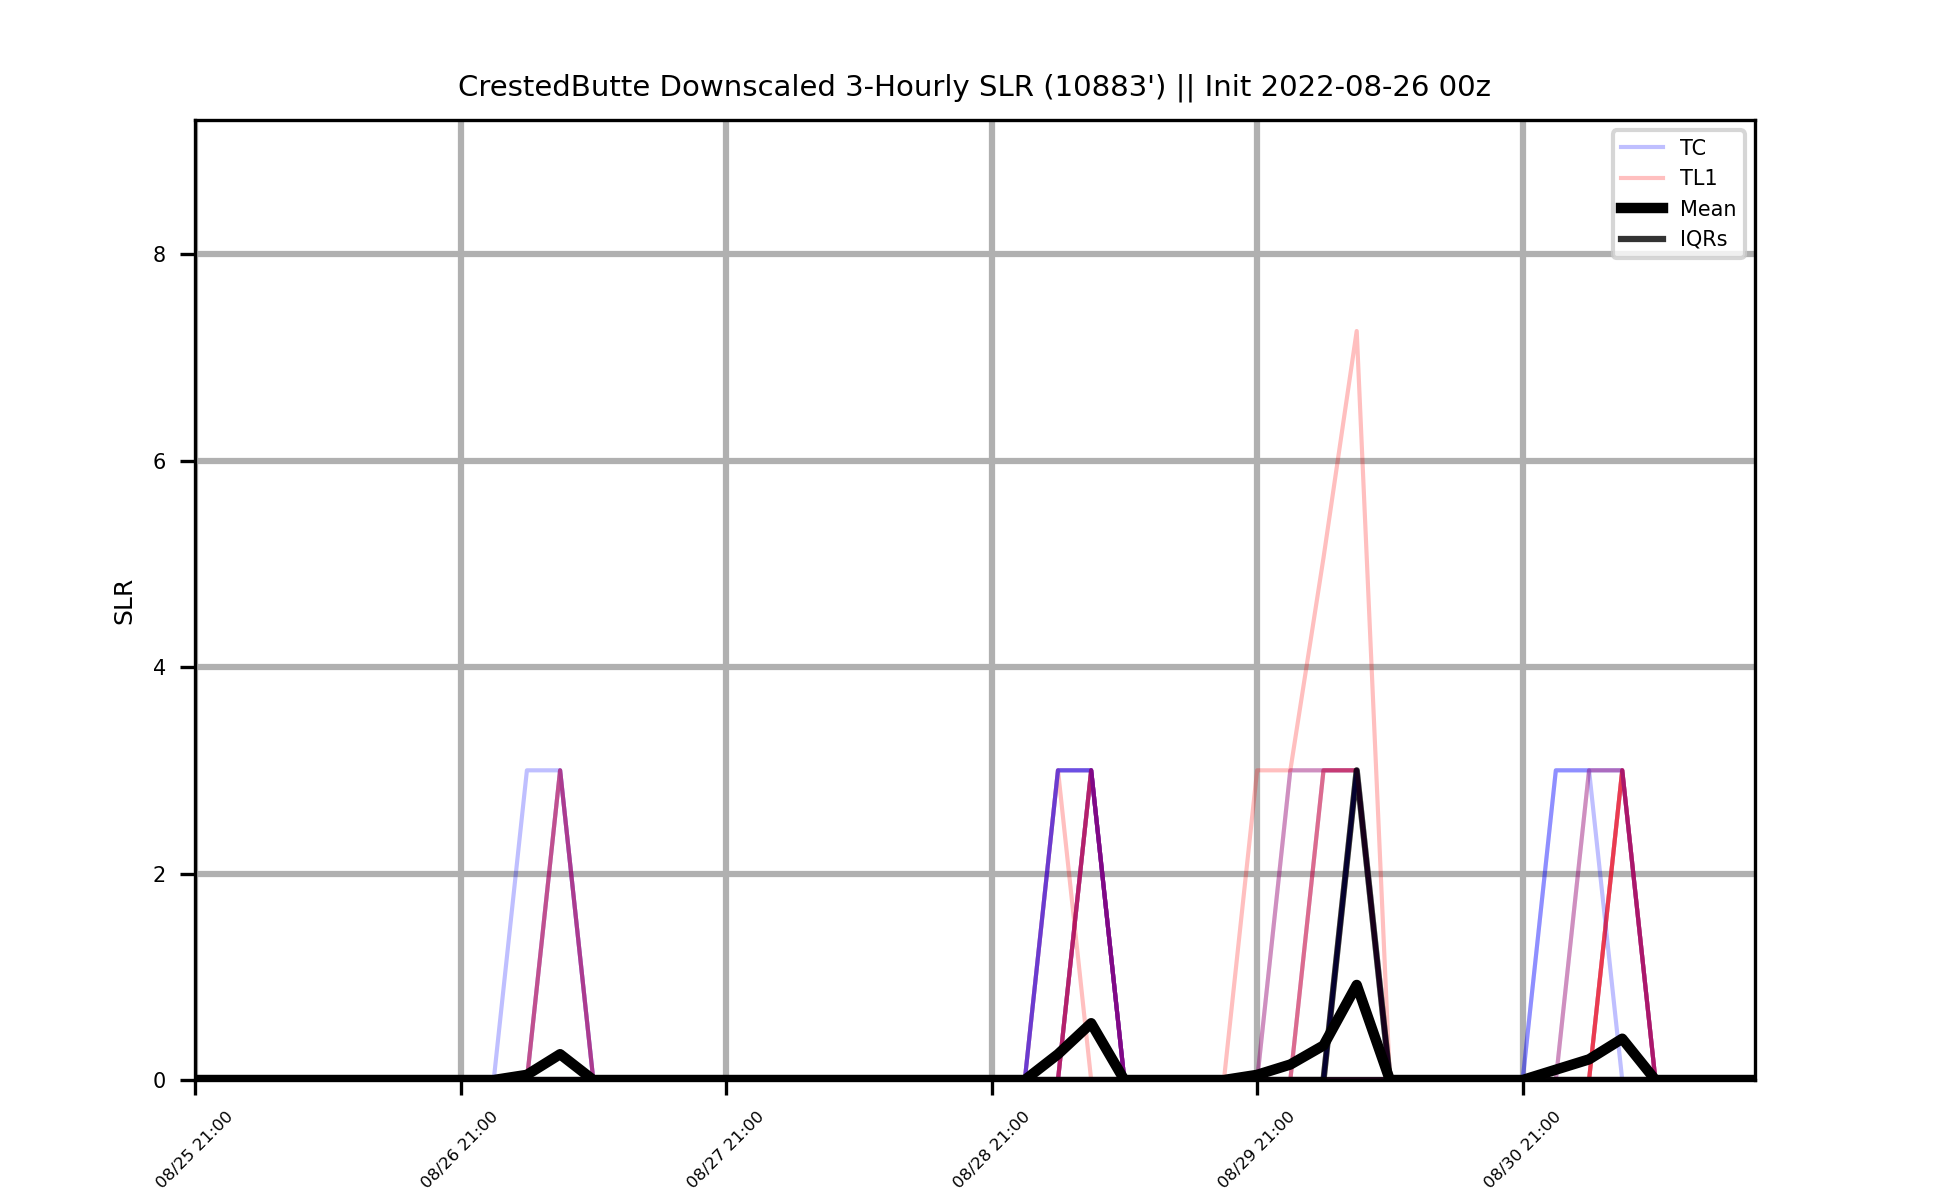 CrestedButte Downscaled 3-Hourly SLR (10883') || Init 2022-08-26 00z
TC
TL1
Mean
IQRs
8
6
4
2
0
SLR
08/25 21:00
08/26 21:00
08/27 21:00
08/28 21:00
08/29 21:00
08/30 21:00